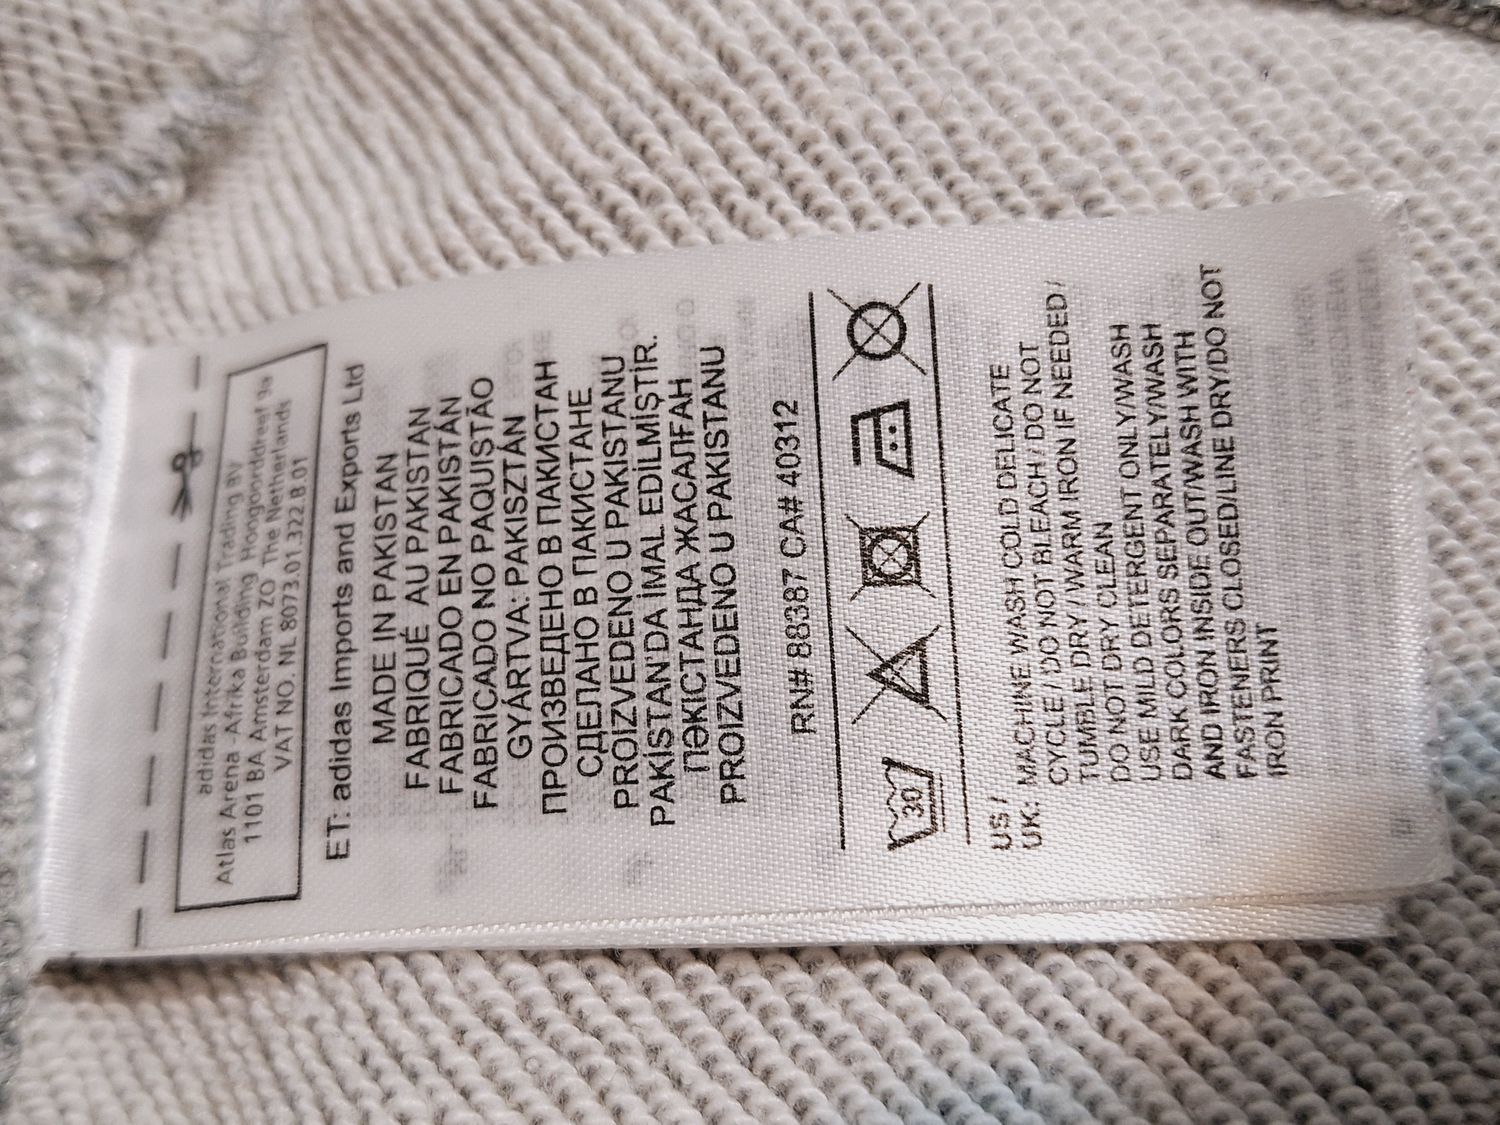 adidas International Trading BV
Atlas Arena Afrika Building Hoogoorddreef 9a
1101 BA Amsterdam ZO The Netherlands
VAT NO. NL 8073.01.322.B.01
ET: adidas Imports and Exports Ltd
MADE IN PAKISTAN
FABRIQUÉ AU PAKISTAN
FABRICADO EN PAKISTÁN
FABRICADO NO PAQUISTÃO
GYÁRTVA: PAKISZTÁN
ПРОИЗВЕДЕНО В ПАКИСТАН
СДЕЛАНО В ПАКИСТАНЕ
PROIZVEDENO U PAKISTANU
PAKİSTAN'DA İMAL EDİLMİŞTİR.
ПӘКІСТАНДА ЖАСАЛҒАН
PROIZVEDENO U PAKISTANU
RN# 88387 CA# 40312
30
US / UK: MACHINE WASH COLD DELICATE
CYCLE / DO NOT BLEACH / DO NOT
TUMBLE DRY / WARM IRON IF NEEDED /
DO NOT DRY CLEAN
USE MILD DETERGENT ONLY/WASH
DARK COLORS SEPARATELY/WASH
AND IRON INSIDE OUT/WASH WITH
FASTENERS CLOSED/LINE DRY/DO NOT
IRON PRINT